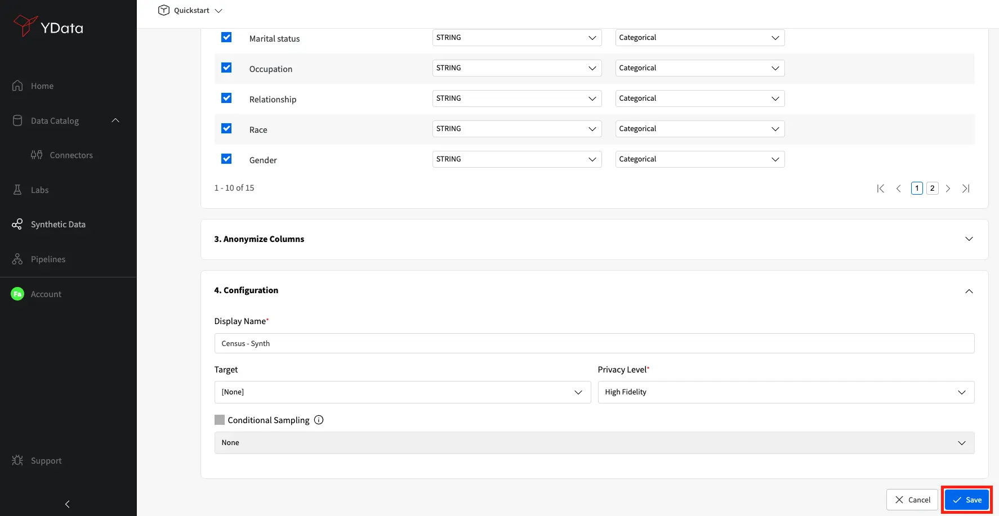 Quickstart
YData
Home
Data Catalog
Connectors
Labs
Synthetic Data
Pipelines
Fa Account
Support
Marital status STRING Categorical
Occupation STRING Categorical
Relationship STRING Categorical
Race STRING Categorical
Gender STRING Categorical
1 - 10 of 15 1 2
3. Anonymize Columns
4. Configuration
Display Name*
Census - Synth
Target Privacy Level*
[None] High Fidelity
Conditional Sampling
None
Cancel Save